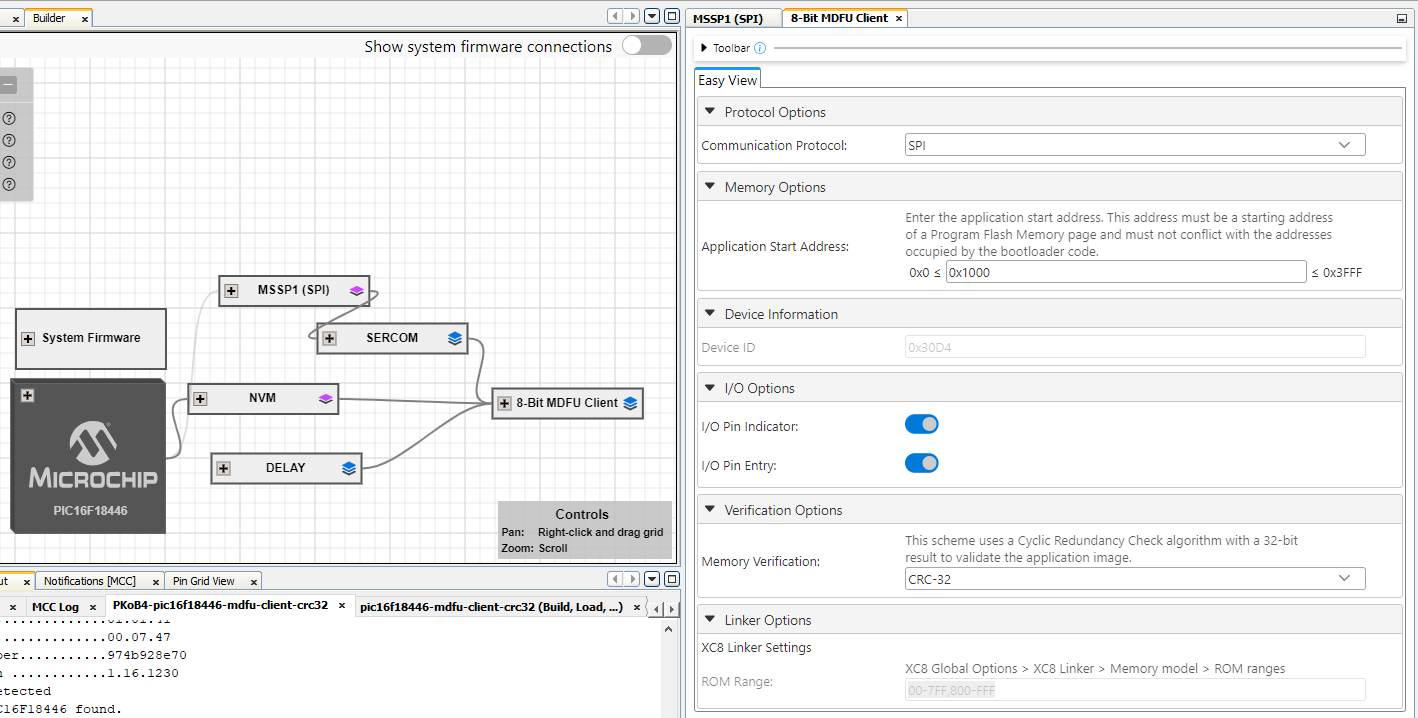 Builder
Show system firmware connections
MSSP1 (SPI)
SERCOM
System Firmware
NVM
8-Bit MDFU Client
DELAY
MICROCHIP
PIC16F18446
Controls
Pan: Right-click and drag grid
Zoom: Scroll
Notifications [MCC]
Pin Grid View
MCC Log
PKoB4-pic16f18446-mdfu-client-crc32
pic16f18446-mdfu-client-crc32 (Build, Load, ...)
..............01.01.41
..............00.07.47
ber...........974b928e70
n ............1.16.1230
etected
C16F18446 found.
MSSP1 (SPI)
8-Bit MDFU Client
Toolbar
Easy View
Protocol Options
Communication Protocol: SPI
Memory Options
Enter the application start address. This address must be a starting address
of a Program Flash Memory page and must not conflict with the addresses
occupied by the bootloader code.
Application Start Address:
0x0 ≤ 0x1000 ≤ 0x3FFF
Device Information
Device ID 0x30D4
I/O Options
I/O Pin Indicator:
I/O Pin Entry:
Verification Options
This scheme uses a Cyclic Redundancy Check algorithm with a 32-bit
result to validate the application image.
Memory Verification:
CRC-32
Linker Options
XC8 Linker Settings
XC8 Global Options > XC8 Linker > Memory model > ROM ranges
ROM Range: 00-7FF,800-FFF